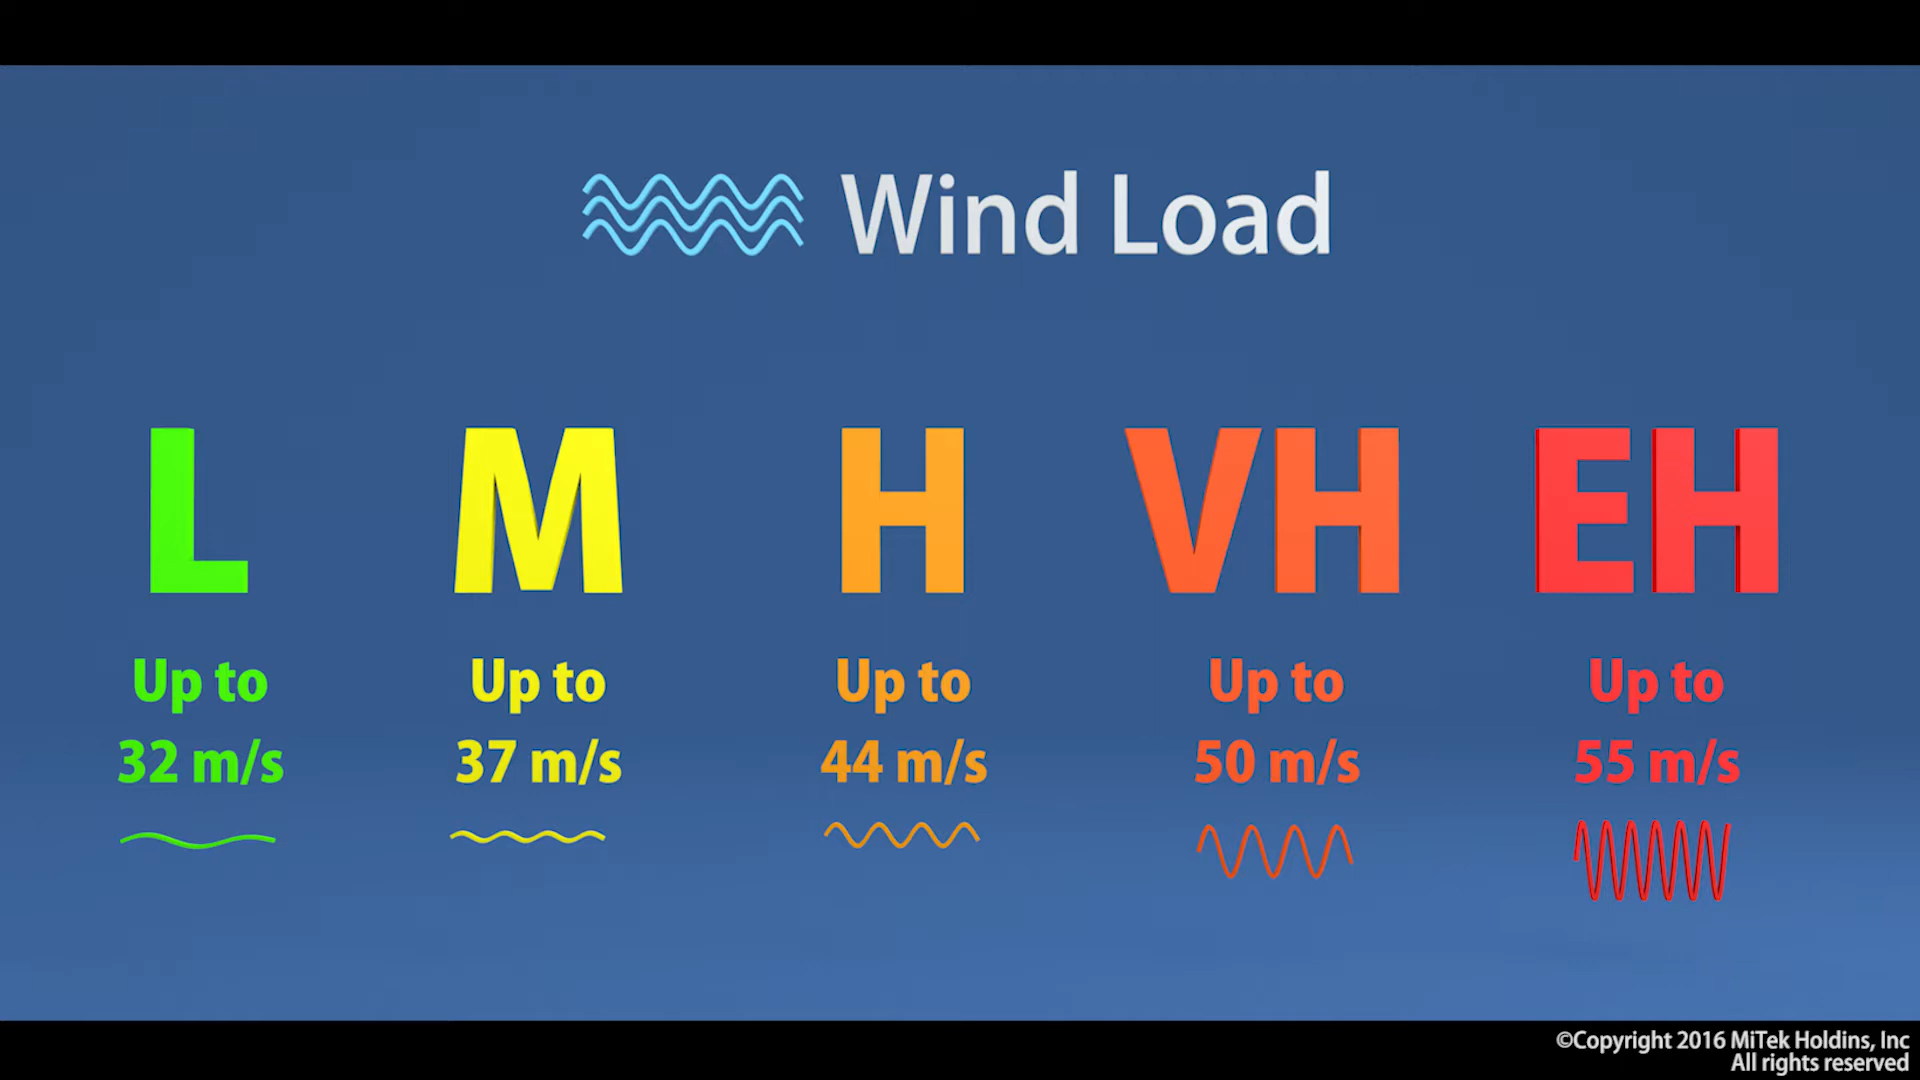 Wind Load
L
M
H
VH
EH
Up to
32 m/s
Up to
37 m/s
Up to
44 m/s
Up to
50 m/s
Up to
55 m/s
©Copyright 2016 MiTek Holdins, Inc
All rights reserved